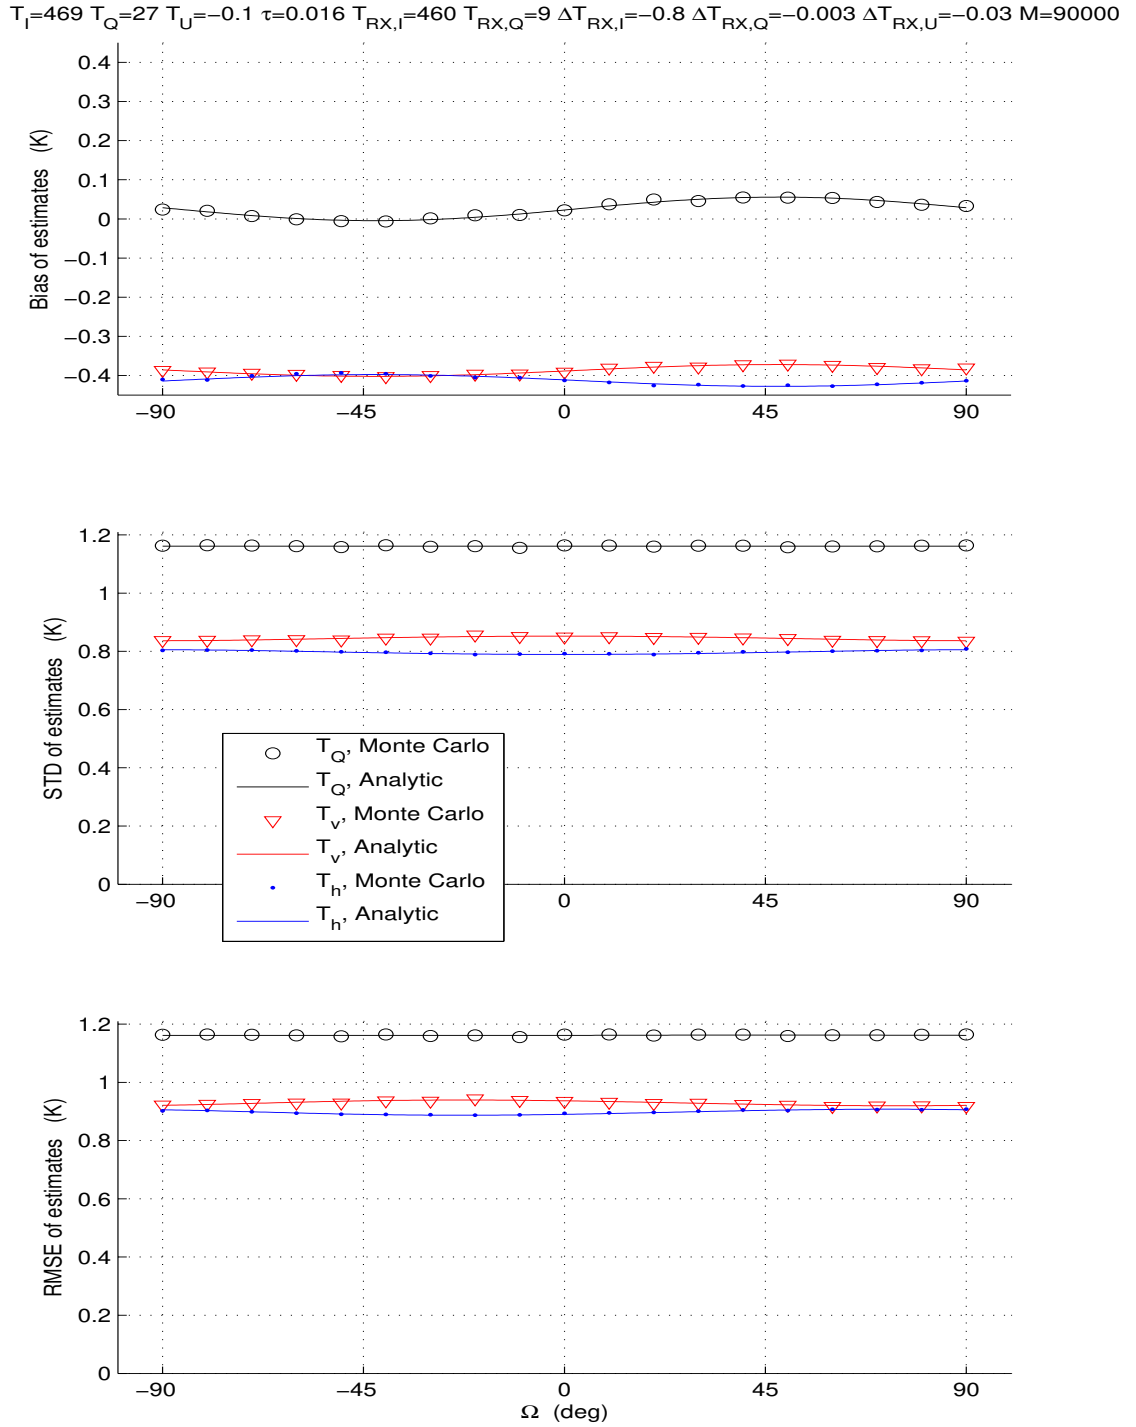 T_I=469 T_Q=27 T_U=−0.1 τ=0.016 T_RX,I=460 T_RX,Q=9 ΔT_RX,I=−0.8 ΔT_RX,Q=−0.003 ΔT_RX,U=−0.03 M=90000
Bias of estimates (K)
0.4
0.3
0.2
0.1
0
−0.1
−0.2
−0.3
−0.4
−90 −45 0 45 90
STD of estimates (K)
1.2
1
0.8
0.6
0.4
0.2
0
T_Q, Monte Carlo
T_Q, Analytic
T_v, Monte Carlo
T_v, Analytic
T_h, Monte Carlo
T_h, Analytic
−90 −45 0 45 90
RMSE of estimates (K)
1.2
1
0.8
0.6
0.4
0.2
0
−90 −45 0 45 90
Ω (deg)